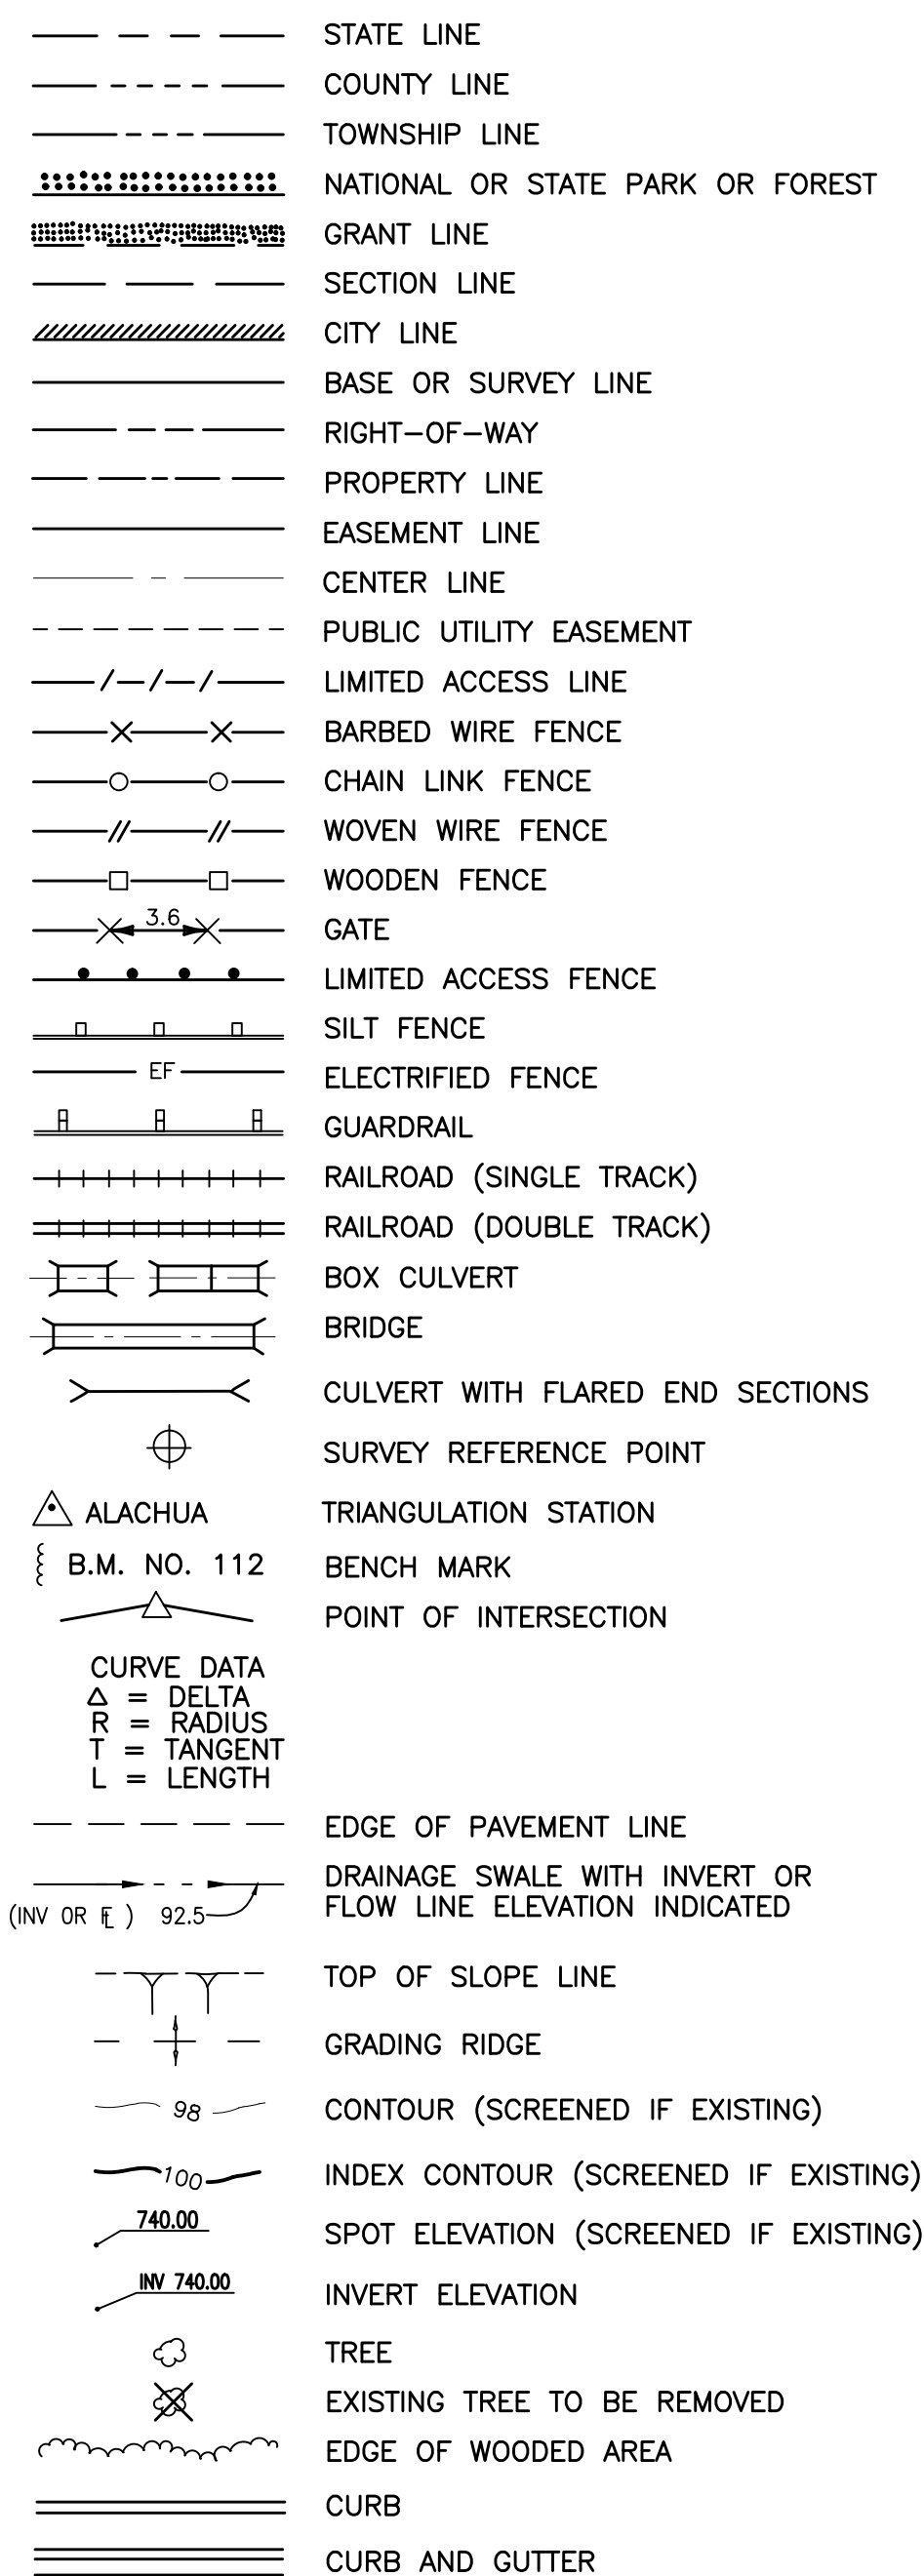 STATE LINE
COUNTY LINE
TOWNSHIP LINE
NATIONAL OR STATE PARK OR FOREST
GRANT LINE
SECTION LINE
CITY LINE
BASE OR SURVEY LINE
RIGHT-OF-WAY
PROPERTY LINE
EASEMENT LINE
CENTER LINE
PUBLIC UTILITY EASEMENT
LIMITED ACCESS LINE
BARBED WIRE FENCE
CHAIN LINK FENCE
WOVEN WIRE FENCE
WOODEN FENCE
3.6 GATE
LIMITED ACCESS FENCE
SILT FENCE
EF ELECTRIFIED FENCE
GUARDRAIL
RAILROAD (SINGLE TRACK)
RAILROAD (DOUBLE TRACK)
BOX CULVERT
BRIDGE
CULVERT WITH FLARED END SECTIONS
SURVEY REFERENCE POINT
ALACHUA TRIANGULATION STATION
B.M. NO. 112 BENCH MARK
POINT OF INTERSECTION
CURVE DATA
Δ = DELTA
R = RADIUS
T = TANGENT
L = LENGTH
EDGE OF PAVEMENT LINE
DRAINAGE SWALE WITH INVERT OR
FLOW LINE ELEVATION INDICATED
(INV OR FL) 92.5
TOP OF SLOPE LINE
GRADING RIDGE
98 CONTOUR (SCREENED IF EXISTING)
100 INDEX CONTOUR (SCREENED IF EXISTING)
740.00 SPOT ELEVATION (SCREENED IF EXISTING)
INV 740.00 INVERT ELEVATION
TREE
EXISTING TREE TO BE REMOVED
EDGE OF WOODED AREA
CURB
CURB AND GUTTER